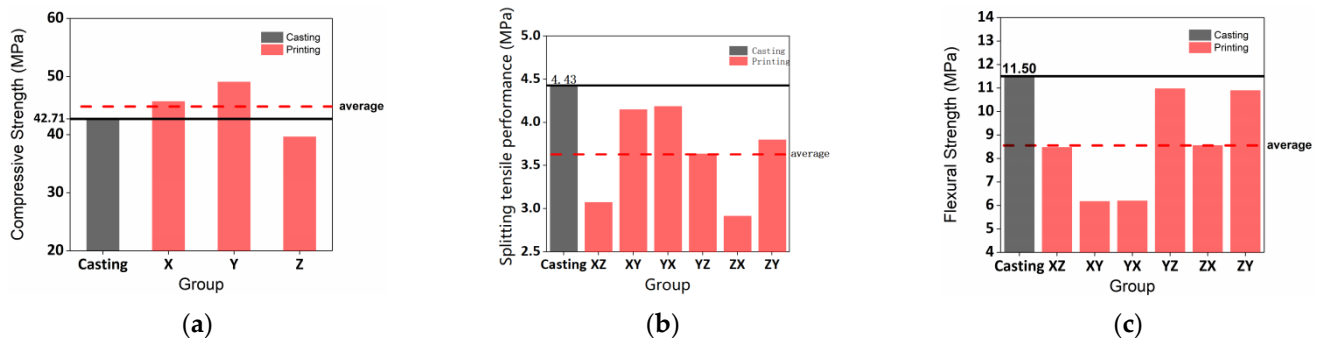 Compressive Strength (MPa)
60
50
42.71
40
30
20
Casting
Printing
average
Casting X Y Z
Group
(a)
Splitting tensile performance (MPa)
5.0
4.5
4.0
3.5
3.0
2.5
Casting
Printing
4.43
average
Casting XZ XY YX YZ ZX ZY
Group
(b)
Flexural Strength (MPa)
14
13
12
11
10
9
8
7
6
5
4
Casting
Printing
11.50
average
Casting XZ XY YX YZ ZX ZY
Group
(c)